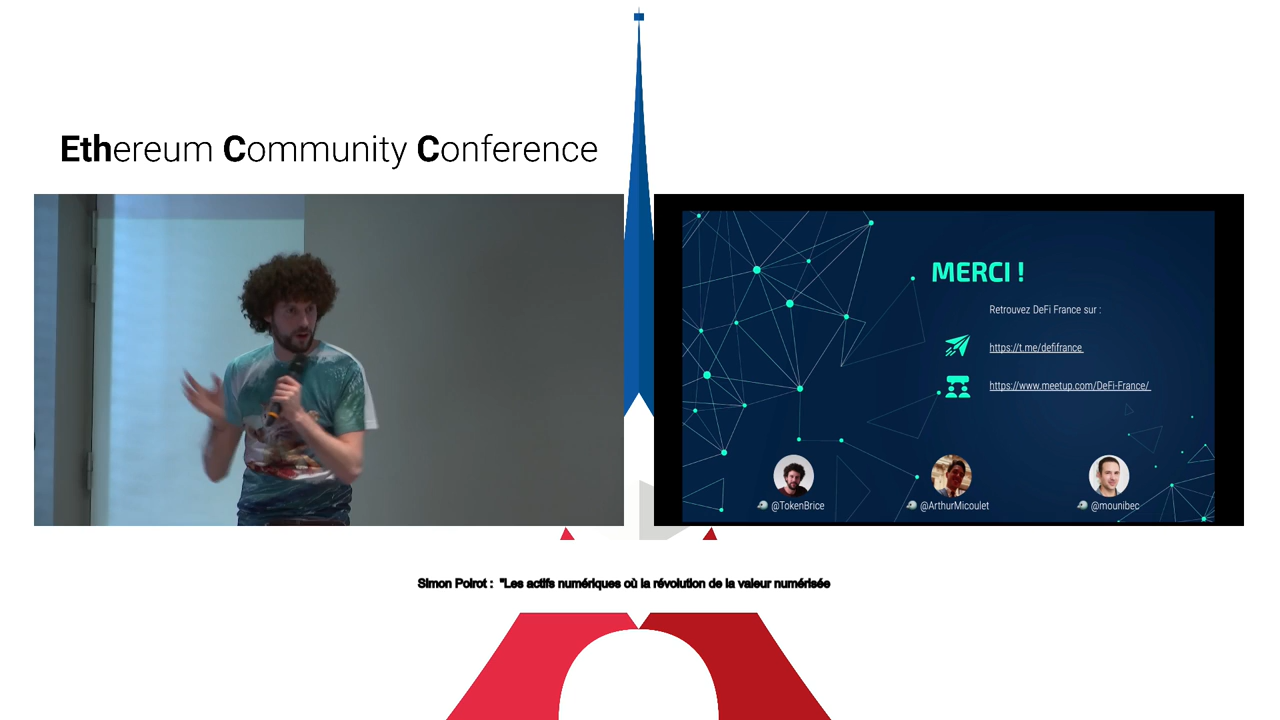 Ethereum Community Conference
MERCI !
Retrouvez DeFi France sur :
https://t.me/defifrance
https://www.meetup.com/DeFi-France/
@TokenBrice
@ArthurMicoulet
@mounibec
Simon Poirot : "Les actifs numériques où la révolution de la valeur numérisée